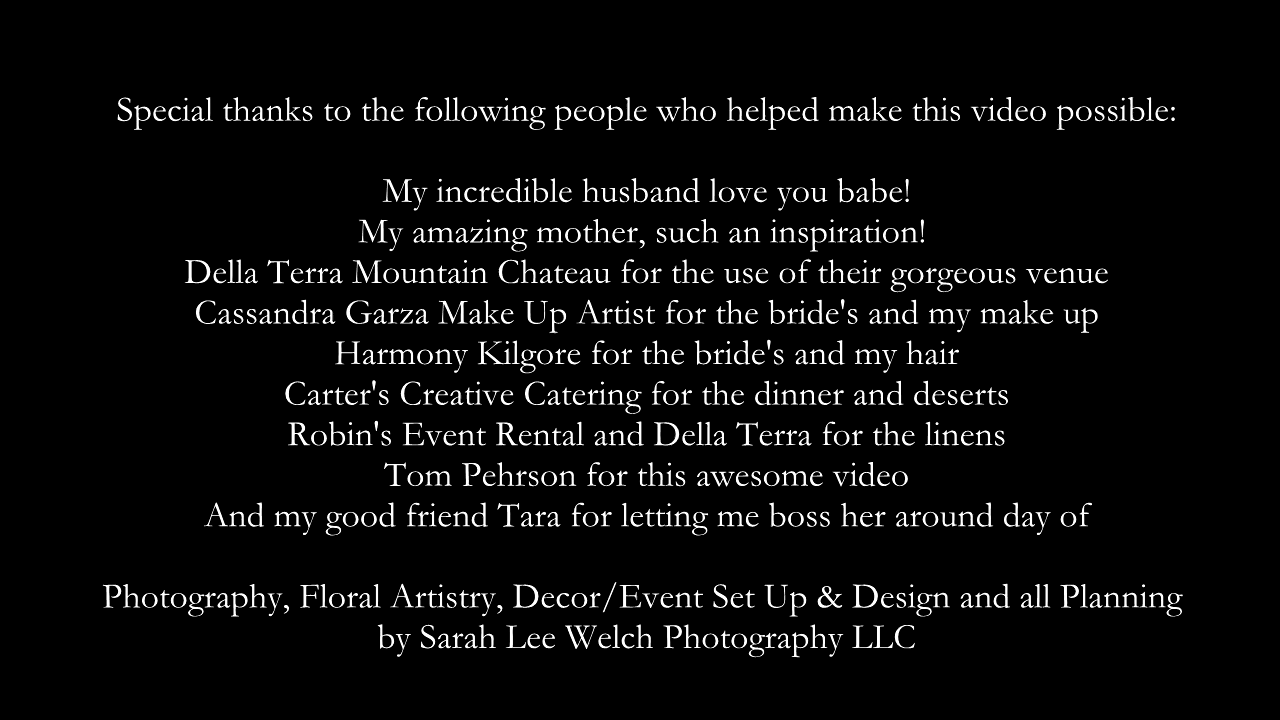 Special thanks to the following people who helped make this video possible:
My incredible husband love you babe!
My amazing mother, such an inspiration!
Della Terra Mountain Chateau for the use of their gorgeous venue
Cassandra Garza Make Up Artist for the bride's and my make up
Harmony Kilgore for the bride's and my hair
Carter's Creative Catering for the dinner and deserts
Robin's Event Rental and Della Terra for the linens
Tom Pehrson for this awesome video
And my good friend Tara for letting me boss her around day of
Photography, Floral Artistry, Decor/Event Set Up & Design and all Planning
by Sarah Lee Welch Photography LLC